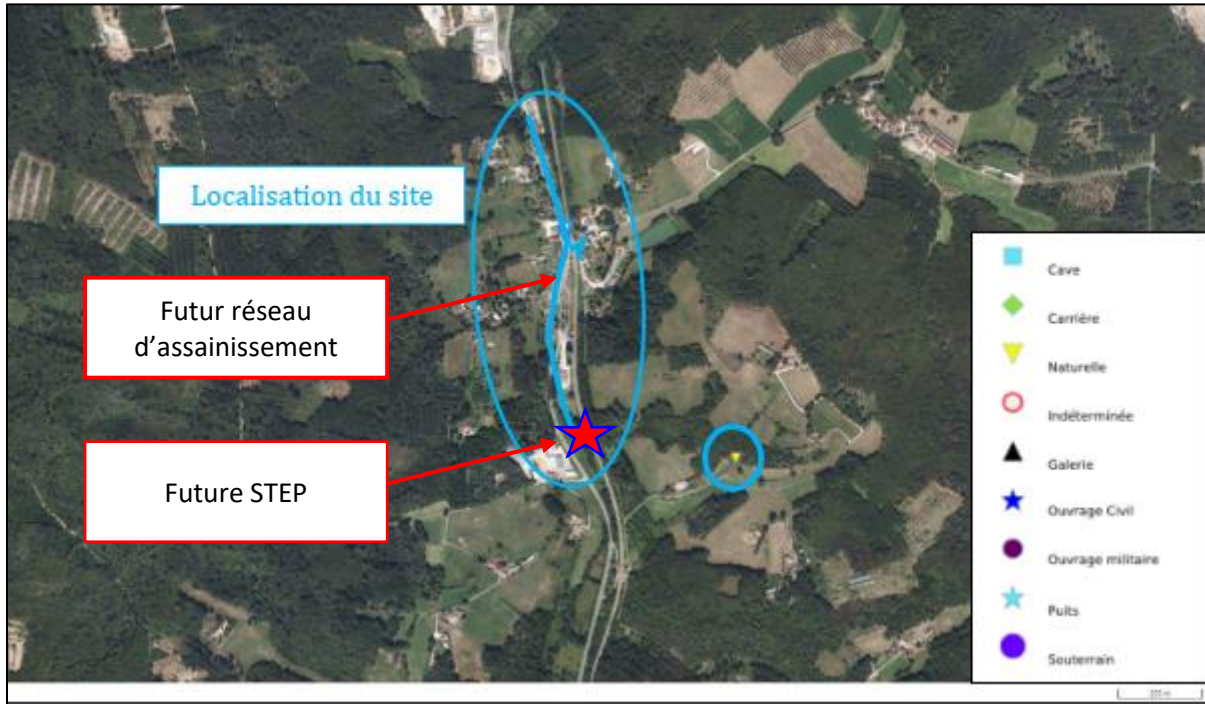 Localisation du site
Futur réseau
d'assainissement
Future STEP
Cave
Carrière
Naturelle
Indéterminée
Galerie
Ouvrage Civil
Ouvrage militaire
Puits
Souterrain